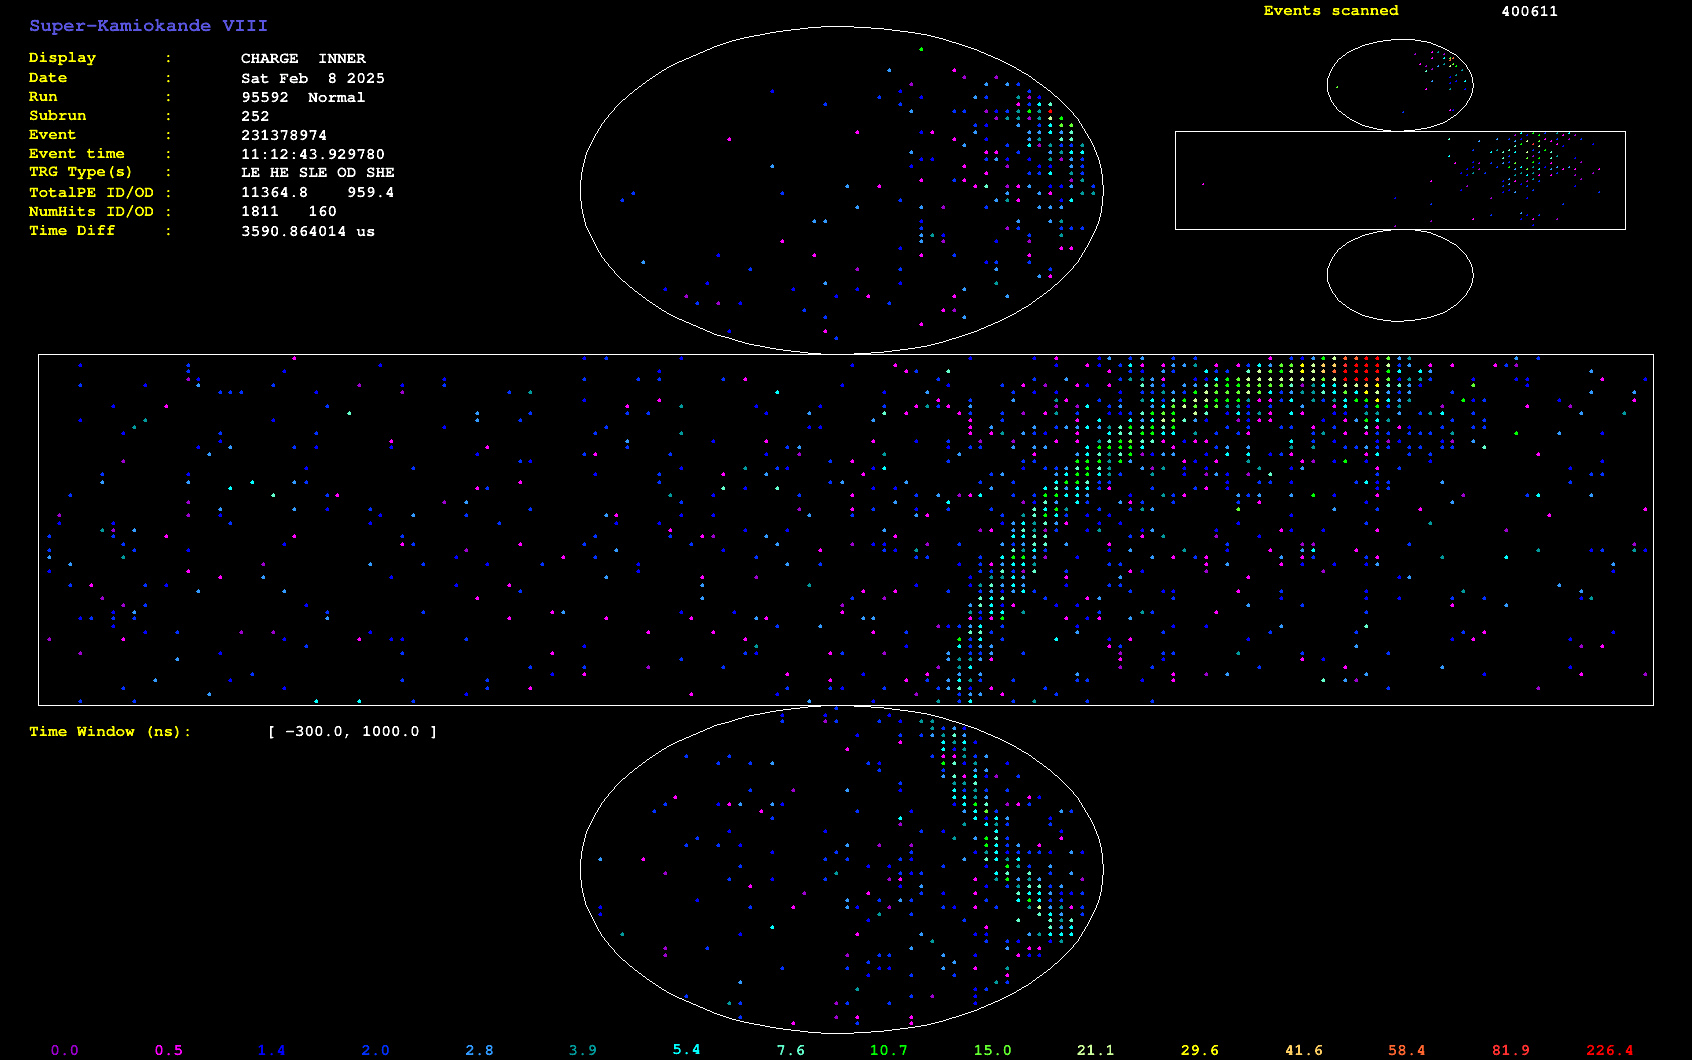 Super-Kamiokande VIII
Events scanned 400611
Display : CHARGE INNER
Date : Sat Feb 8 2025
Run : 95592 Normal
Subrun : 252
Event : 231378974
Event time : 11:12:43.929780
TRG Type(s) : LE HE SLE OD SHE
TotalPE ID/OD : 11364.8 959.4
NumHits ID/OD : 1811 160
Time Diff : 3590.864014 us
Time Window (ns): [ -300.0, 1000.0 ]
0.0 0.5 1.4 2.0 2.8 3.9 5.4 7.6 10.7 15.0 21.1 29.6 41.6 58.4 81.9 226.4